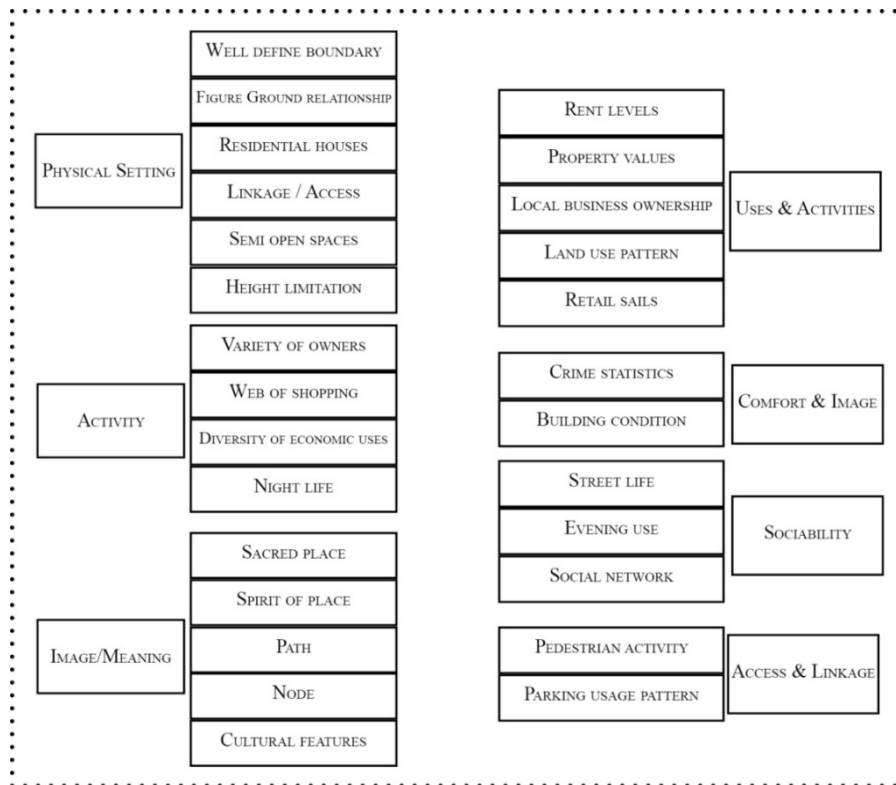 Well define boundary
Figure Ground relationship
Residential houses
Physical Setting
Linkage / Access
Semi open spaces
Height limitation
Variety of owners
Web of shopping
Activity
Diversity of economic uses
Night life
Sacred place
Spirit of place
Path
Image/Meaning
Node
Cultural features
Rent levels
Property values
Local business ownership
Uses & Activities
Land use pattern
Retail sails
Crime statistics
Comfort & Image
Building condition
Street life
Evening use
Sociability
Social network
Pedestrian activity
Access & Linkage
Parking usage pattern